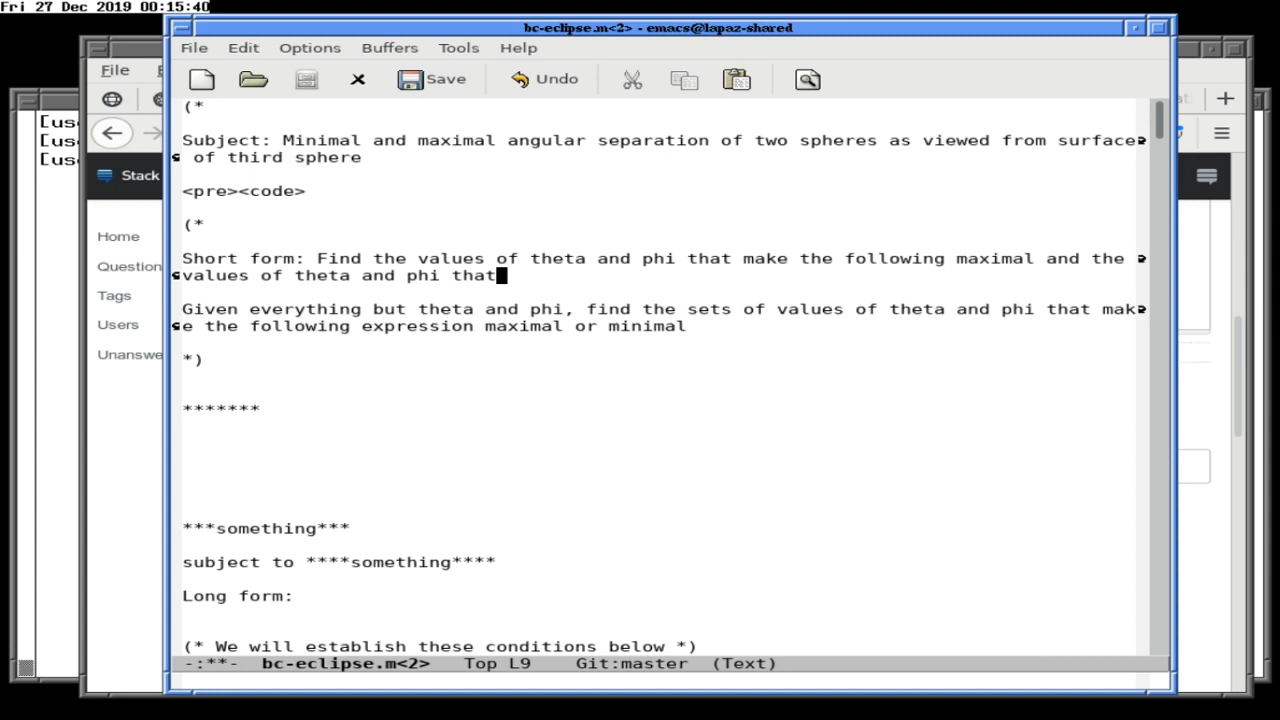 Fri 27 Dec 2019 00:15:40
bc-eclipse.m<2> - emacs@lapaz-shared
File Edit Options Buffers Tools Help
Save Undo
File
[us
[us
[us
Stack
Home
Question
Tags
Users
Unanswe
(*
Subject: Minimal and maximal angular separation of two spheres as viewed from surface
of third sphere
<pre><code>
(*
Short form: Find the values of theta and phi that make the following maximal and the
values of theta and phi that
Given everything but theta and phi, find the sets of values of theta and phi that mak
e the following expression maximal or minimal
*)
*******
***something***
subject to ****something****
Long form:
(* We will establish these conditions below *)
-:**- bc-eclipse.m<2> Top L9 Git:master (Text)